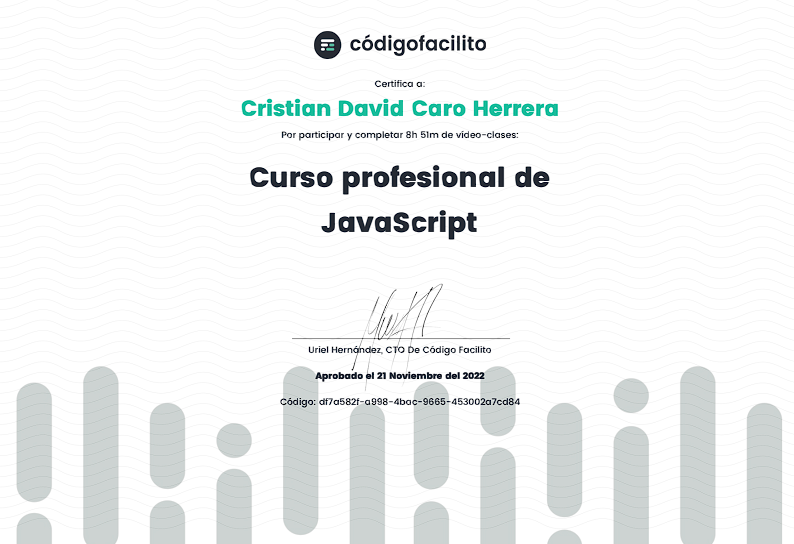 códigofacilito
Certifica a:
Cristian David Caro Herrera
Por participar y completar 8h 51m de vídeo-clases:
Curso profesional de
JavaScript
Uriel Hernández, CTO De Código Facilito
Aprobado el 21 Noviembre del 2022
Código: df7a582f-a998-4bac-9665-453002a7cd84